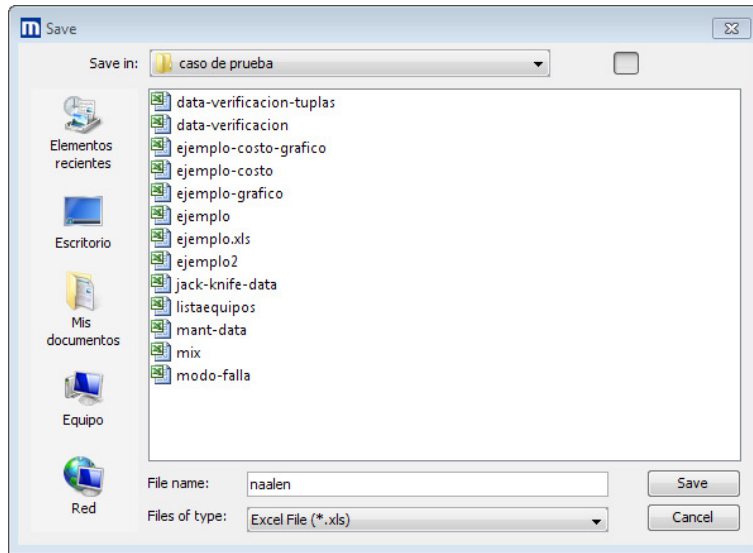 m Save
Save in: caso de prueba
Elementos
recientes
Escritorio
Mis
documentos
Equipo
Red
data-verificacion-tuplas
data-verificacion
ejemplo-costo-grafico
ejemplo-costo
ejemplo-grafico
ejemplo
ejemplo.xls
ejemplo2
jack-knife-data
listaequipos
mant-data
mix
modo-falla
File name: naalen Save
Files of type: Excel File (*.xls) Cancel